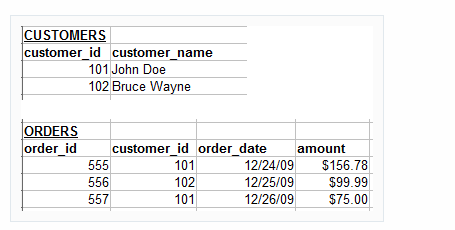 CUSTOMERS
customer_id customer_name
101 John Doe
102 Bruce Wayne
ORDERS
order_id customer_id order_date amount
555 101 12/24/09 $156.78
556 102 12/25/09 $99.99
557 101 12/26/09 $75.00